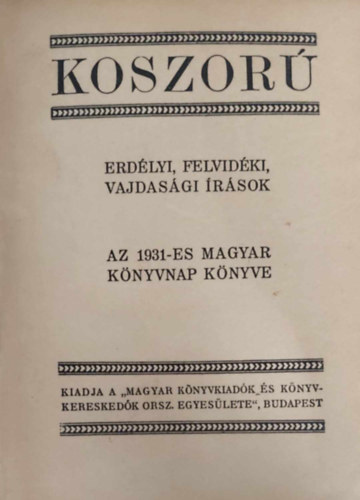 KOSZORÚ
ERDÉLYI, FELVIDÉKI,
VAJDASÁGI ÍRÁSOK
AZ 1931-ES MAGYAR
KÖNYVNAP KÖNYVE
KIADJA A „MAGYAR KÖNYVKIADÓK ÉS KÖNYV-
KERESKEDŐK ORSZ. EGYESÜLETE“, BUDAPEST